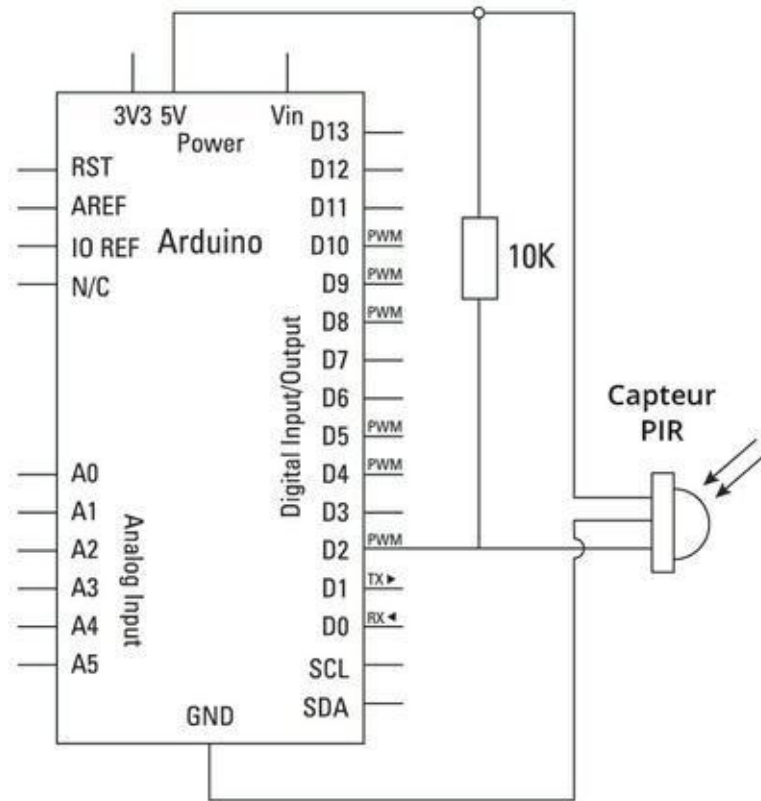 3V3 5V Vin
Power
D13
RST
D12
AREF
D11
Arduino
IO REF
D10 PWM
10K
N/C
D9 PWM
D8 PWM
D7
D6
Digital Input/Output
Capteur
PIR
D5 PWM
A0
D4 PWM
A1
D3
Analog Input
A2
D2 PWM
A3
D1 TX ▶
A4
D0 RX ◀
A5
SCL
SDA
GND